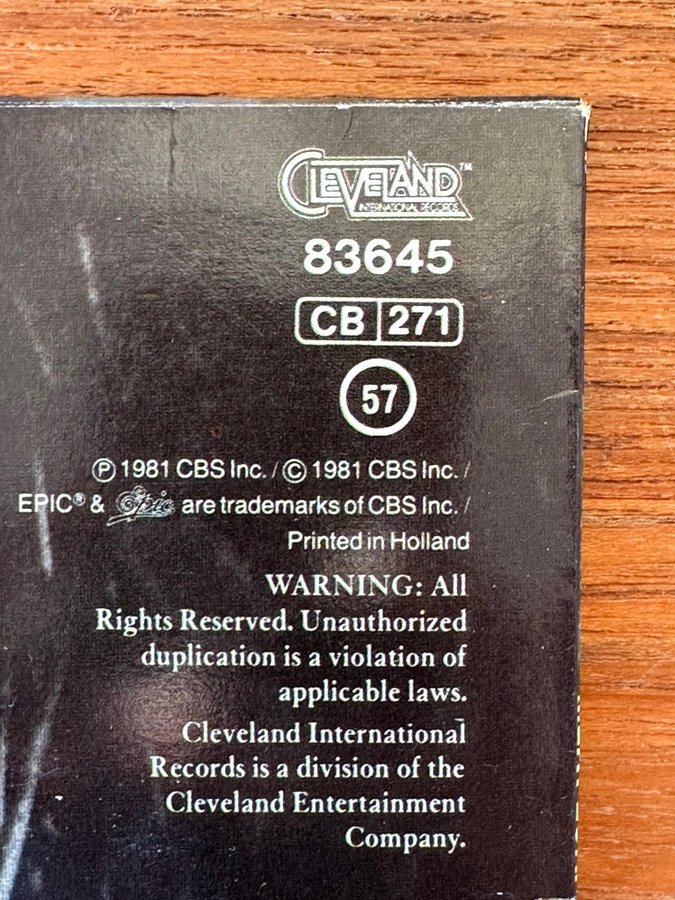 CLEVELAND™
INTERNATIONAL RECORDS
83645
CB 271
57
℗ 1981 CBS Inc. / © 1981 CBS Inc. /
EPIC® & Epic are trademarks of CBS Inc. /
Printed in Holland
WARNING: All
Rights Reserved. Unauthorized
duplication is a violation of
applicable laws.
Cleveland International
Records is a division of the
Cleveland Entertainment
Company.